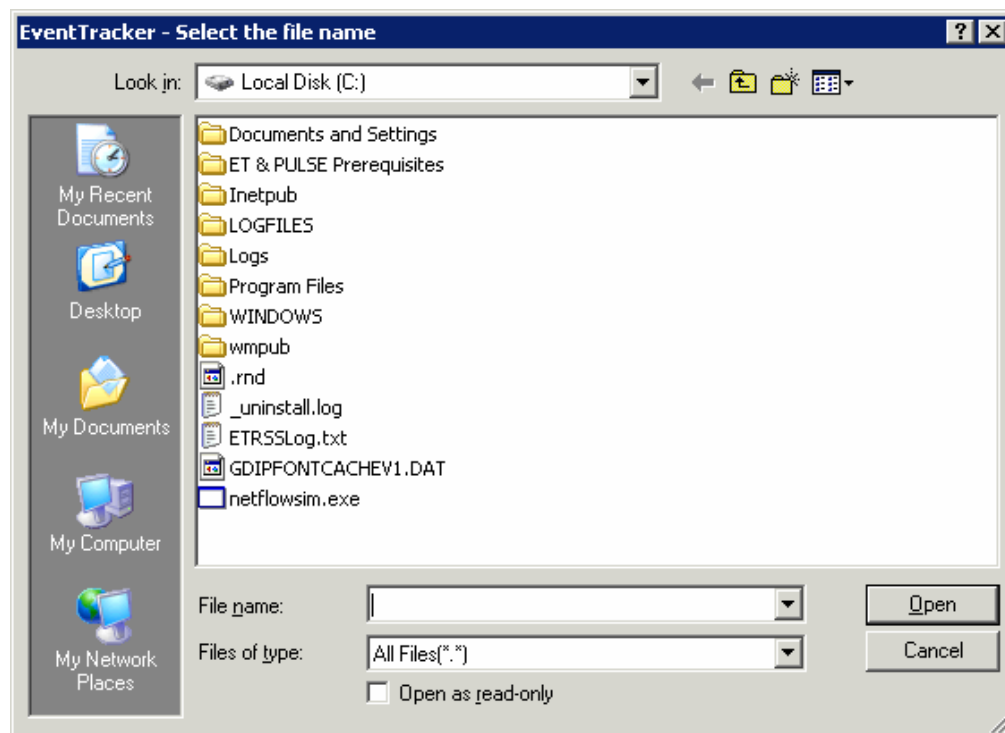 EventTracker - Select the file name
Look in: Local Disk (C:)
My Recent
Documents
Desktop
My Documents
My Computer
My Network
Places
Documents and Settings
ET & PULSE Prerequisites
Inetpub
LOGFILES
Logs
Program Files
WINDOWS
wmpub
.rnd
_uninstall.log
ETRSSLog.txt
GDIPFONTCACHEV1.DAT
netflowsim.exe
File name: Open
Files of type: All Files(*.*) Cancel
Open as read-only